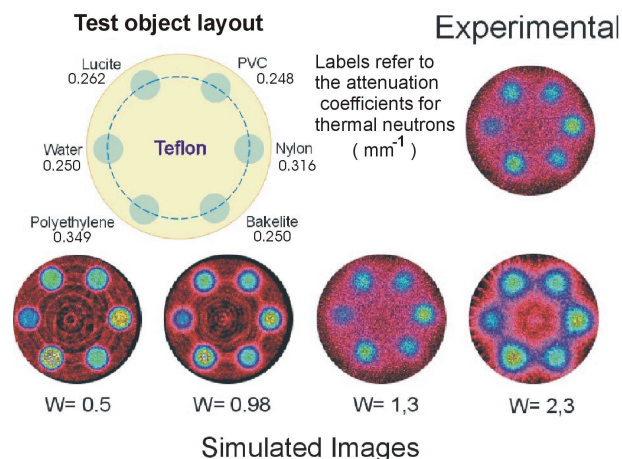 Test object layout
Experimental
Lucite
0.262
PVC
0.248
Labels refer to
the attenuation
coefficients for
thermal neutrons
( mm-1 )
Water
0.250
Teflon
Nylon
0.316
Polyethylene
0.349
Bakelite
0.250
W= 0.5
W= 0.98
W= 1,3
W= 2,3
Simulated Images